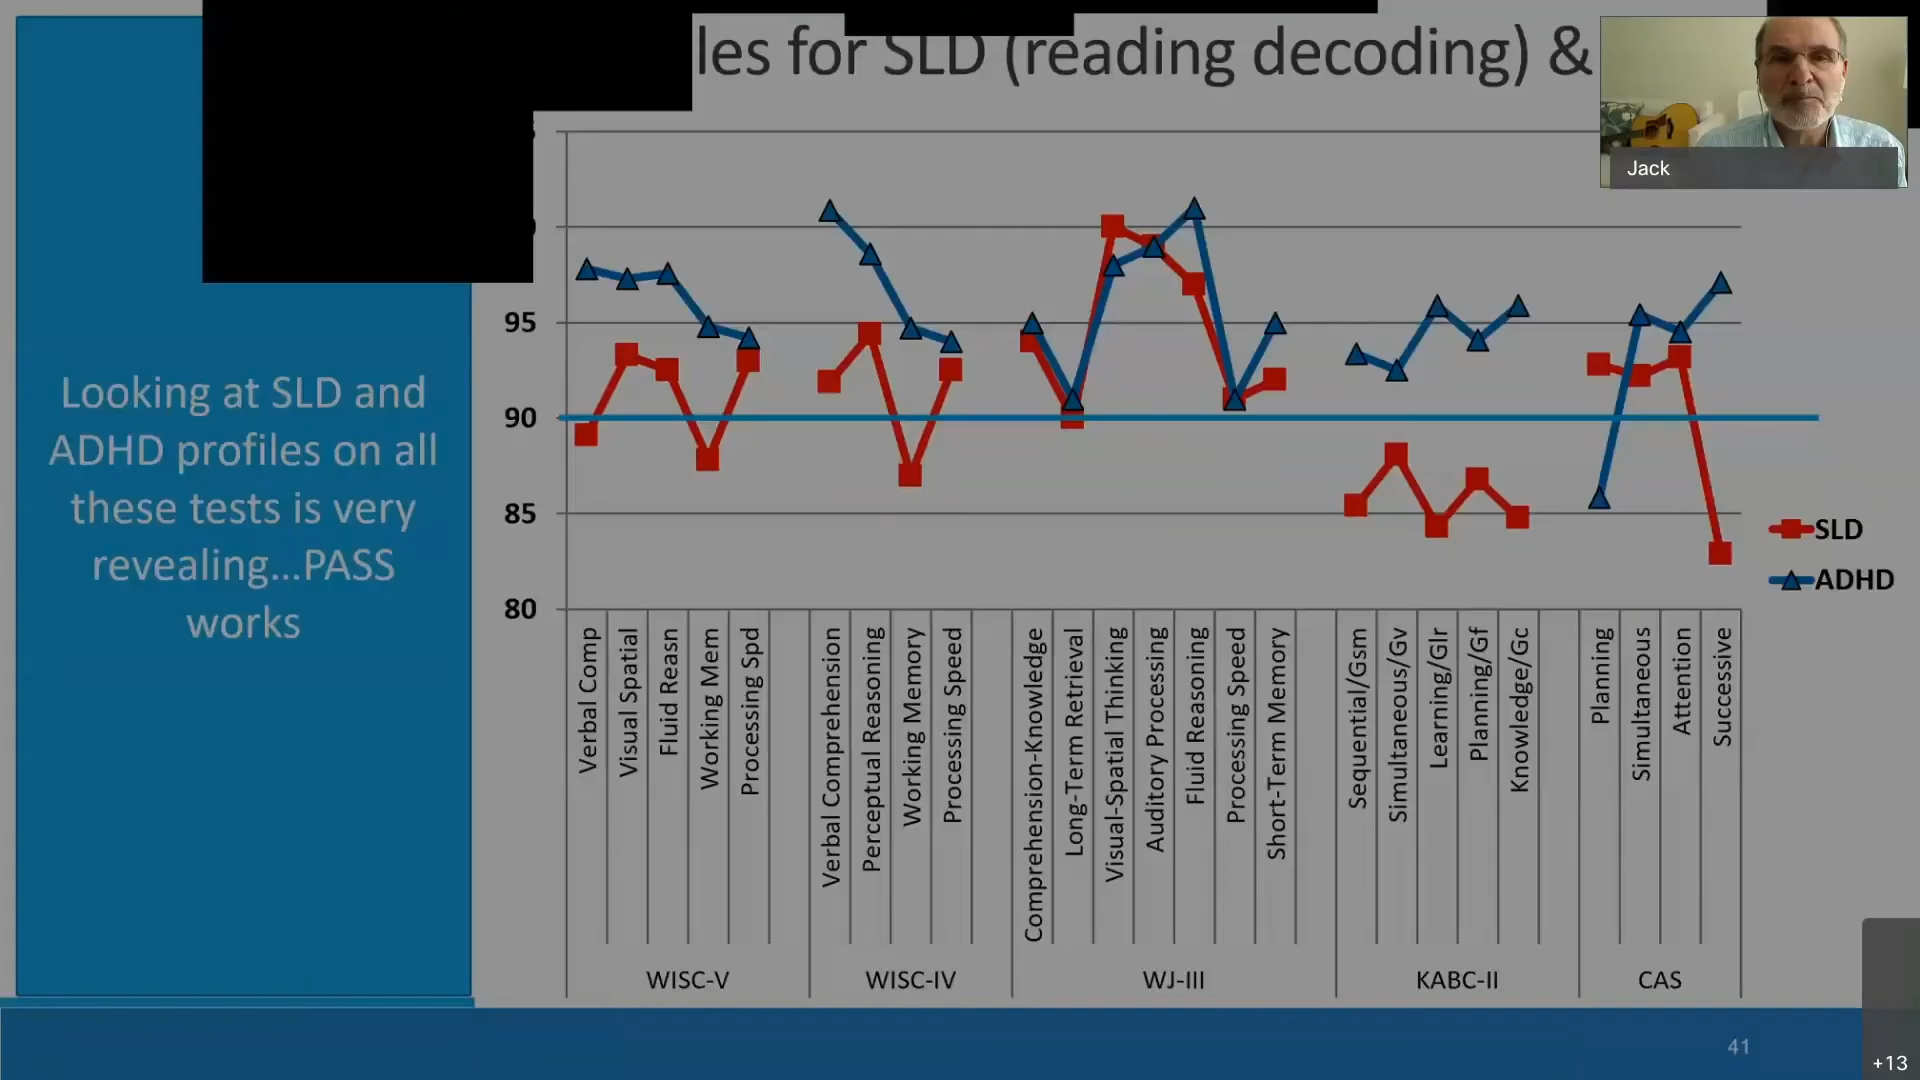 les for SLD (reading decoding) &
Jack
Looking at SLD and
ADHD profiles on all
these tests is very
revealing...PASS
works
95
90
85
80
SLD
ADHD
Verbal Comp
Visual Spatial
Fluid Reasn
Working Mem
Processing Spd
Verbal Comprehension
Perceptual Reasoning
Working Memory
Processing Speed
Comprehension-Knowledge
Long-Term Retrieval
Visual-Spatial Thinking
Auditory Processing
Fluid Reasoning
Processing Speed
Short-Term Memory
Sequential/Gsm
Simultaneous/Gv
Learning/Glr
Planning/Gf
Knowledge/Gc
Planning
Simultaneous
Attention
Successive
WISC-V
WISC-IV
WJ-III
KABC-II
CAS
41
+13